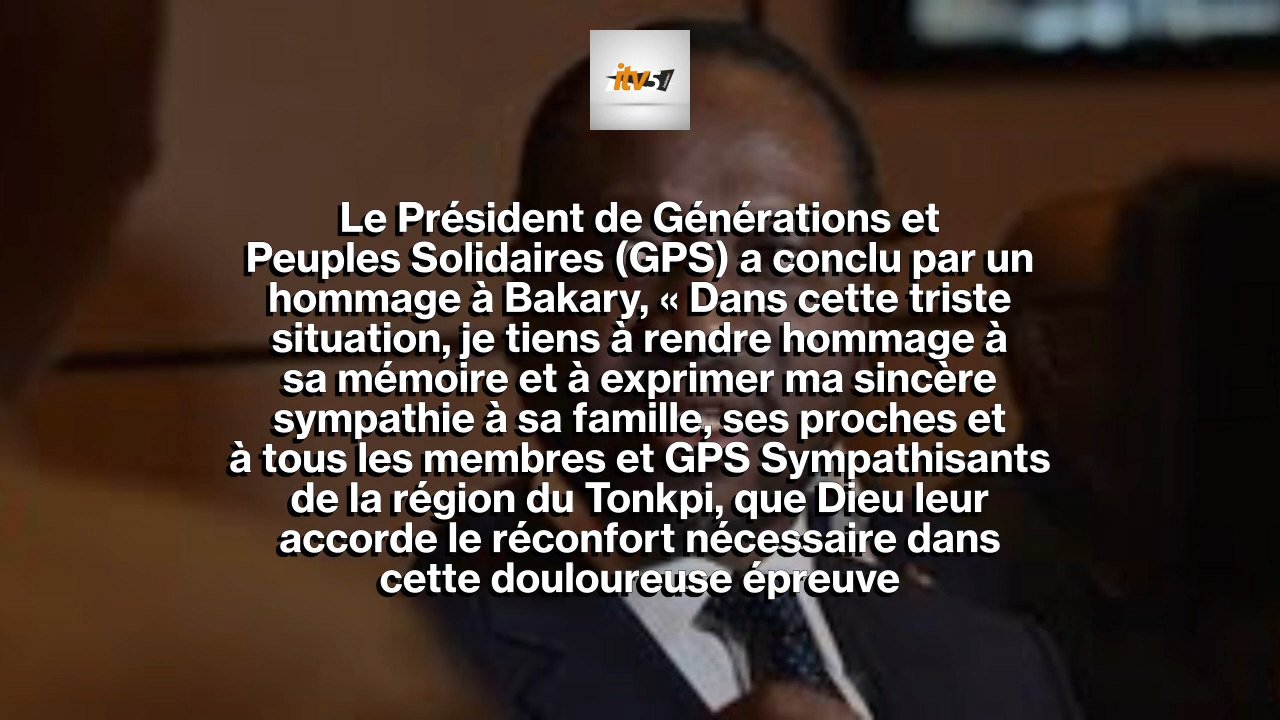 itv51
Le Président de Générations et
Peuples Solidaires (GPS) a conclu par un
hommage à Bakary, « Dans cette triste
situation, je tiens à rendre hommage à
sa mémoire et à exprimer ma sincère
sympathie à sa famille, ses proches et
à tous les membres et GPS Sympathisants
de la région du Tonkpi, que Dieu leur
accorde le réconfort nécessaire dans
cette douloureuse épreuve